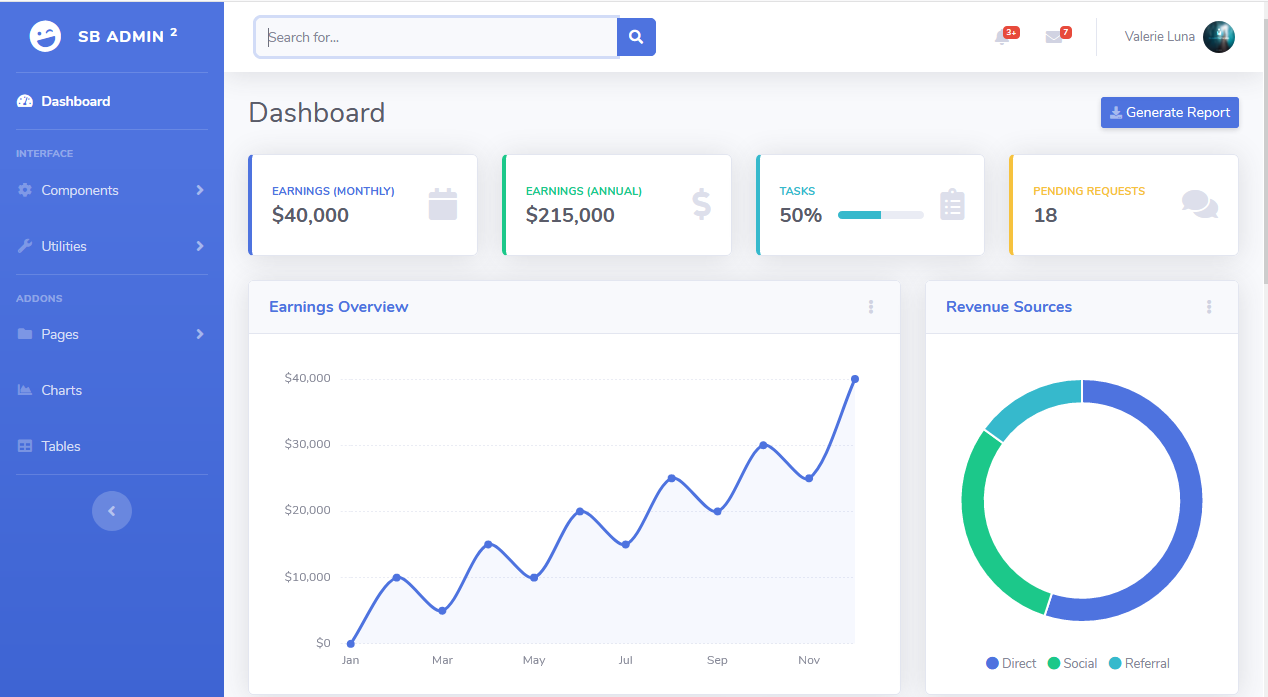 SB ADMIN 2
Search for...
3+
7
Valerie Luna
Dashboard
INTERFACE
Components
Utilities
ADDONS
Pages
Charts
Tables
Dashboard
Generate Report
EARNINGS (MONTHLY)
$40,000
EARNINGS (ANNUAL)
$215,000
TASKS
50%
PENDING REQUESTS
18
Earnings Overview
$40,000
$30,000
$20,000
$10,000
$0
Jan Mar May Jul Sep Nov
Revenue Sources
Direct Social Referral